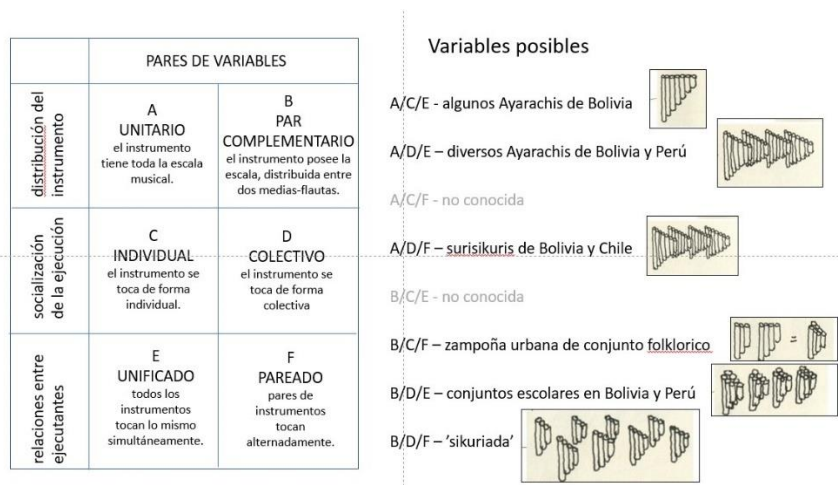 PARES DE VARIABLES
distribución del
instrumento
A
UNITARIO
el instrumento
tiene toda la escala
musical.
B
PAR
COMPLEMENTARIO
el instrumento posee la
escala, distribuida entre
dos medias-flautas.
socialización
de la ejecución
C
INDIVIDUAL
el instrumento se
toca de forma
individual.
D
COLECTIVO
el instrumento se
toca de forma
colectiva
relaciones entre
ejecutantes
E
UNIFICADO
todos los
instrumentos
tocan lo mismo
simultáneamente.
F
PAREADO
pares de
instrumentos
tocan
alternadamente.
Variables posibles
A/C/E - algunos Ayarachis de Bolivia
A/D/E – diversos Ayarachis de Bolivia y Perú
A/C/F - no conocida
A/D/F – surisikuris de Bolivia y Chile
B/C/E - no conocida
B/C/F – zampoña urbana de conjunto folklorico
=
B/D/E – conjuntos escolares en Bolivia y Perú
B/D/F – 'sikuriada'